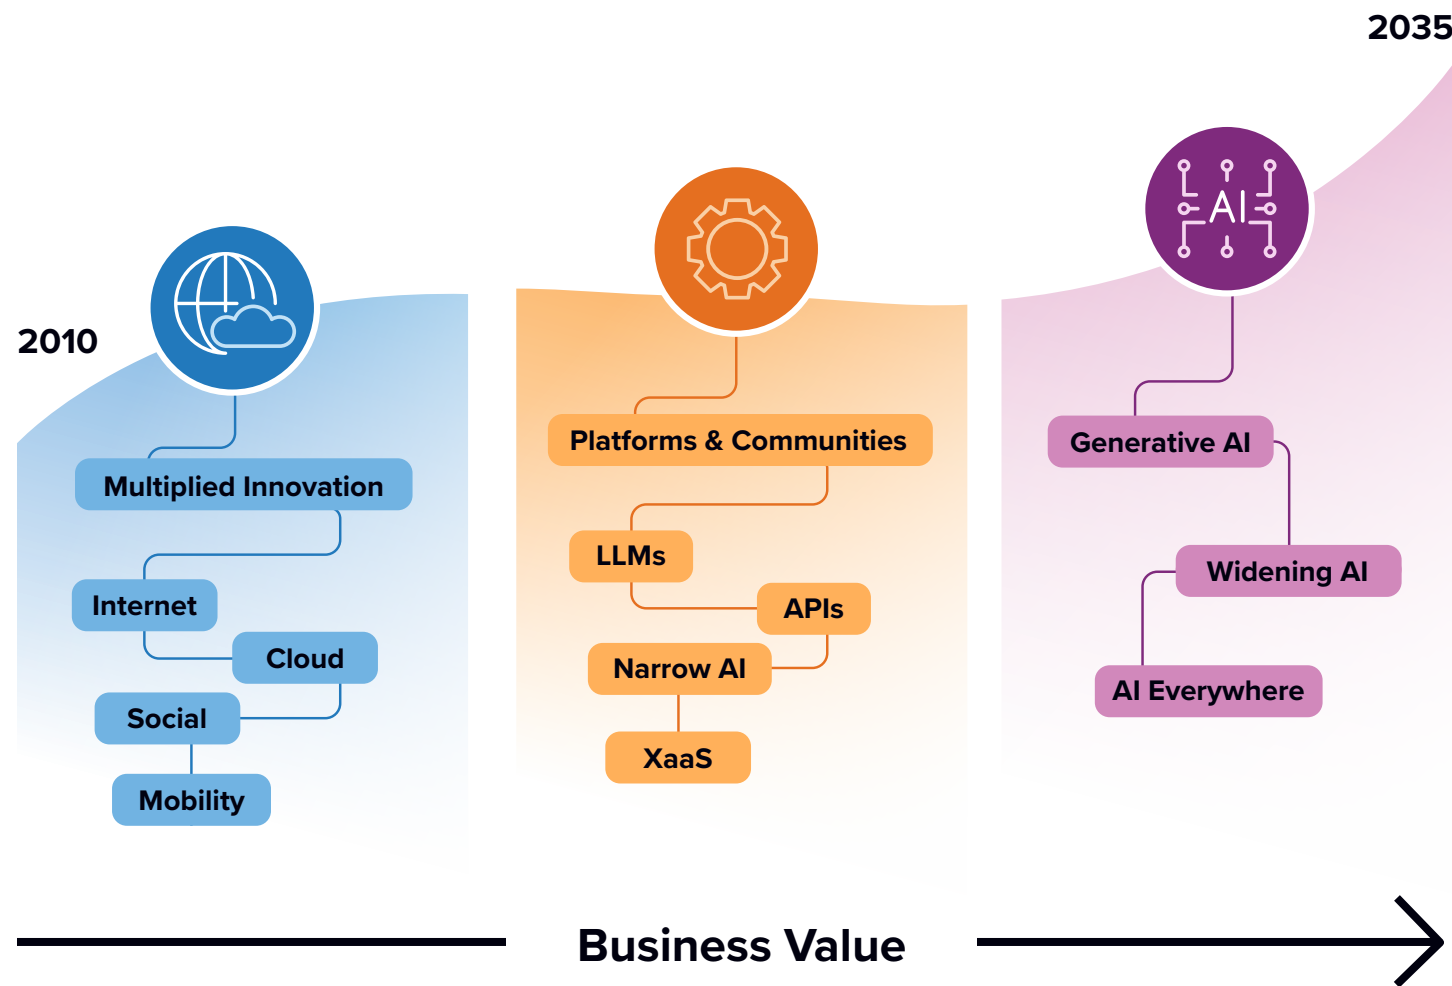 2035
2010
Multiplied Innovation
Internet
Cloud
Social
Mobility
Platforms & Communities
LLMs
APIs
Narrow AI
XaaS
AI
Generative AI
Widening AI
AI Everywhere
Business Value